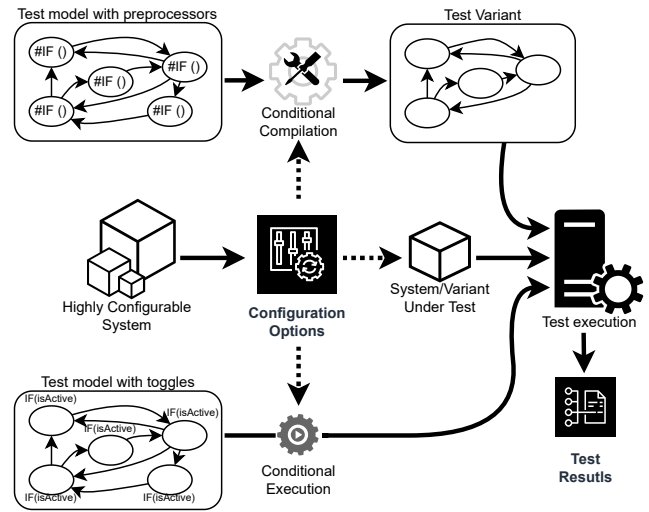 Test model with preprocessors
#IF ()
#IF ()
#IF ()
#IF ()
#IF ()
Conditional
Compilation
Test Variant
Highly Configurable
System
Configuration
Options
System/Variant
Under Test
Test execution
Test model with toggles
IF(isActive)
IF(isActive)
IF(isActive)
IF(isActive)
IF(isActive)
Conditional
Execution
Test
Resutls